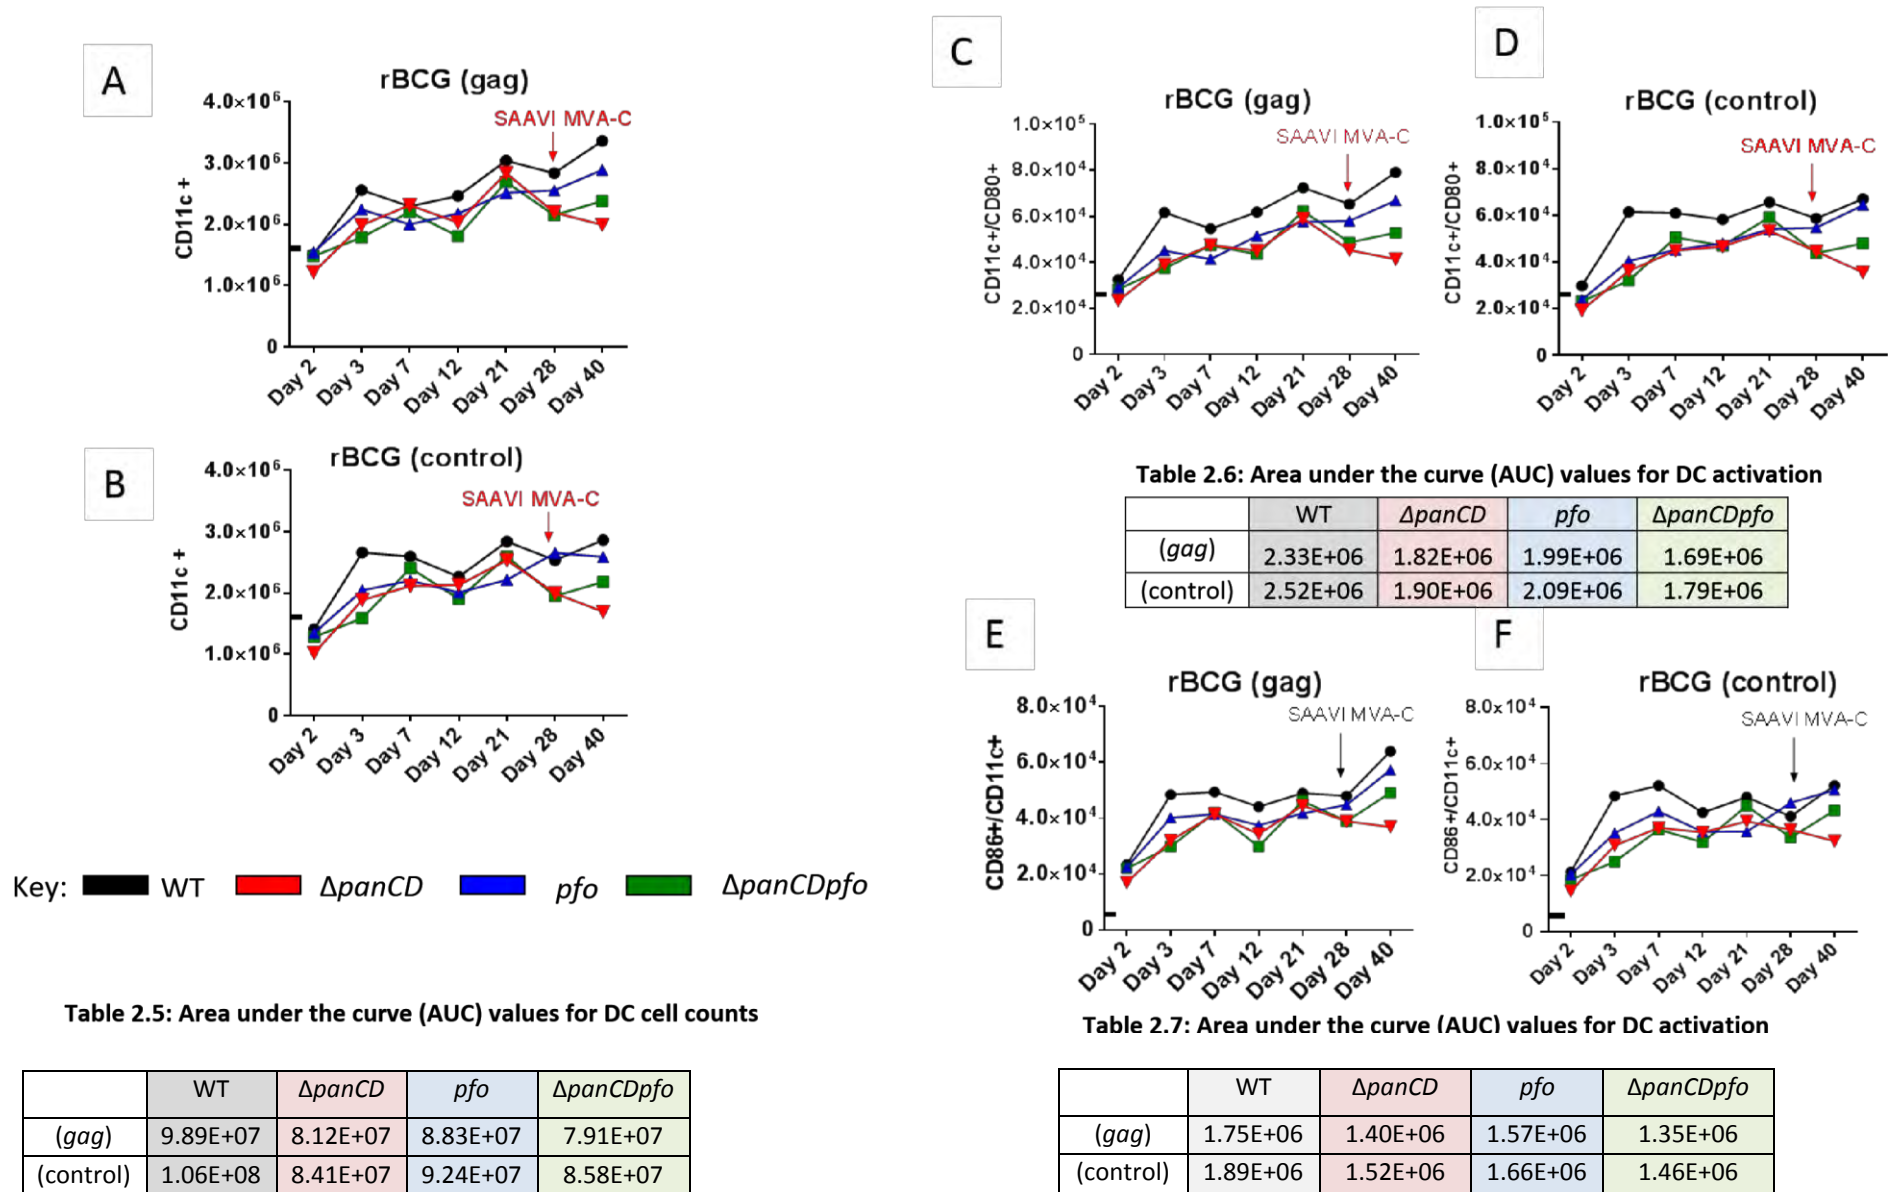 A
rBCG (gag)
4.0×10⁶
3.0×10⁶
2.0×10⁶
1.0×10⁶
0
CD11c +
SAAVI MVA-C
Day 2 Day 3 Day 7 Day 12 Day 21 Day 28 Day 40
B
rBCG (control)
4.0×10⁶
3.0×10⁶
2.0×10⁶
1.0×10⁶
0
CD11c +
SAAVI MVA-C
Day 2 Day 3 Day 7 Day 12 Day 21 Day 28 Day 40
Key: WT ΔpanCD pfo ΔpanCDpfo
Table 2.5: Area under the curve (AUC) values for DC cell counts
WT ΔpanCD pfo ΔpanCDpfo
(gag) 9.89E+07 8.12E+07 8.83E+07 7.91E+07
(control) 1.06E+08 8.41E+07 9.24E+07 8.58E+07
C
rBCG (gag)
1.0×10⁵
8.0×10⁴
6.0×10⁴
4.0×10⁴
2.0×10⁴
0
CD11c+/CD80+
SAAVI MVA-C
Day 2 Day 3 Day 7 Day 12 Day 21 Day 28 Day 40
D
rBCG (control)
1.0×10⁵
8.0×10⁴
6.0×10⁴
4.0×10⁴
2.0×10⁴
0
CD11c+/CD80+
SAAVI MVA-C
Day 2 Day 3 Day 7 Day 12 Day 21 Day 28 Day 40
Table 2.6: Area under the curve (AUC) values for DC activation
WT ΔpanCD pfo ΔpanCDpfo
(gag) 2.33E+06 1.82E+06 1.99E+06 1.69E+06
(control) 2.52E+06 1.90E+06 2.09E+06 1.79E+06
E
rBCG (gag)
8.0×10⁴
6.0×10⁴
4.0×10⁴
2.0×10⁴
0
CD86+/CD11c+
SAAVI MVA-C
Day 2 Day 3 Day 7 Day 12 Day 21 Day 28 Day 40
F
rBCG (control)
8.0×10⁴
6.0×10⁴
4.0×10⁴
2.0×10⁴
0
CD86+/CD11c+
SAAVI MVA-C
Day 2 Day 3 Day 7 Day 12 Day 21 Day 28 Day 40
Table 2.7: Area under the curve (AUC) values for DC activation
WT ΔpanCD pfo ΔpanCDpfo
(gag) 1.75E+06 1.40E+06 1.57E+06 1.35E+06
(control) 1.89E+06 1.52E+06 1.66E+06 1.46E+06